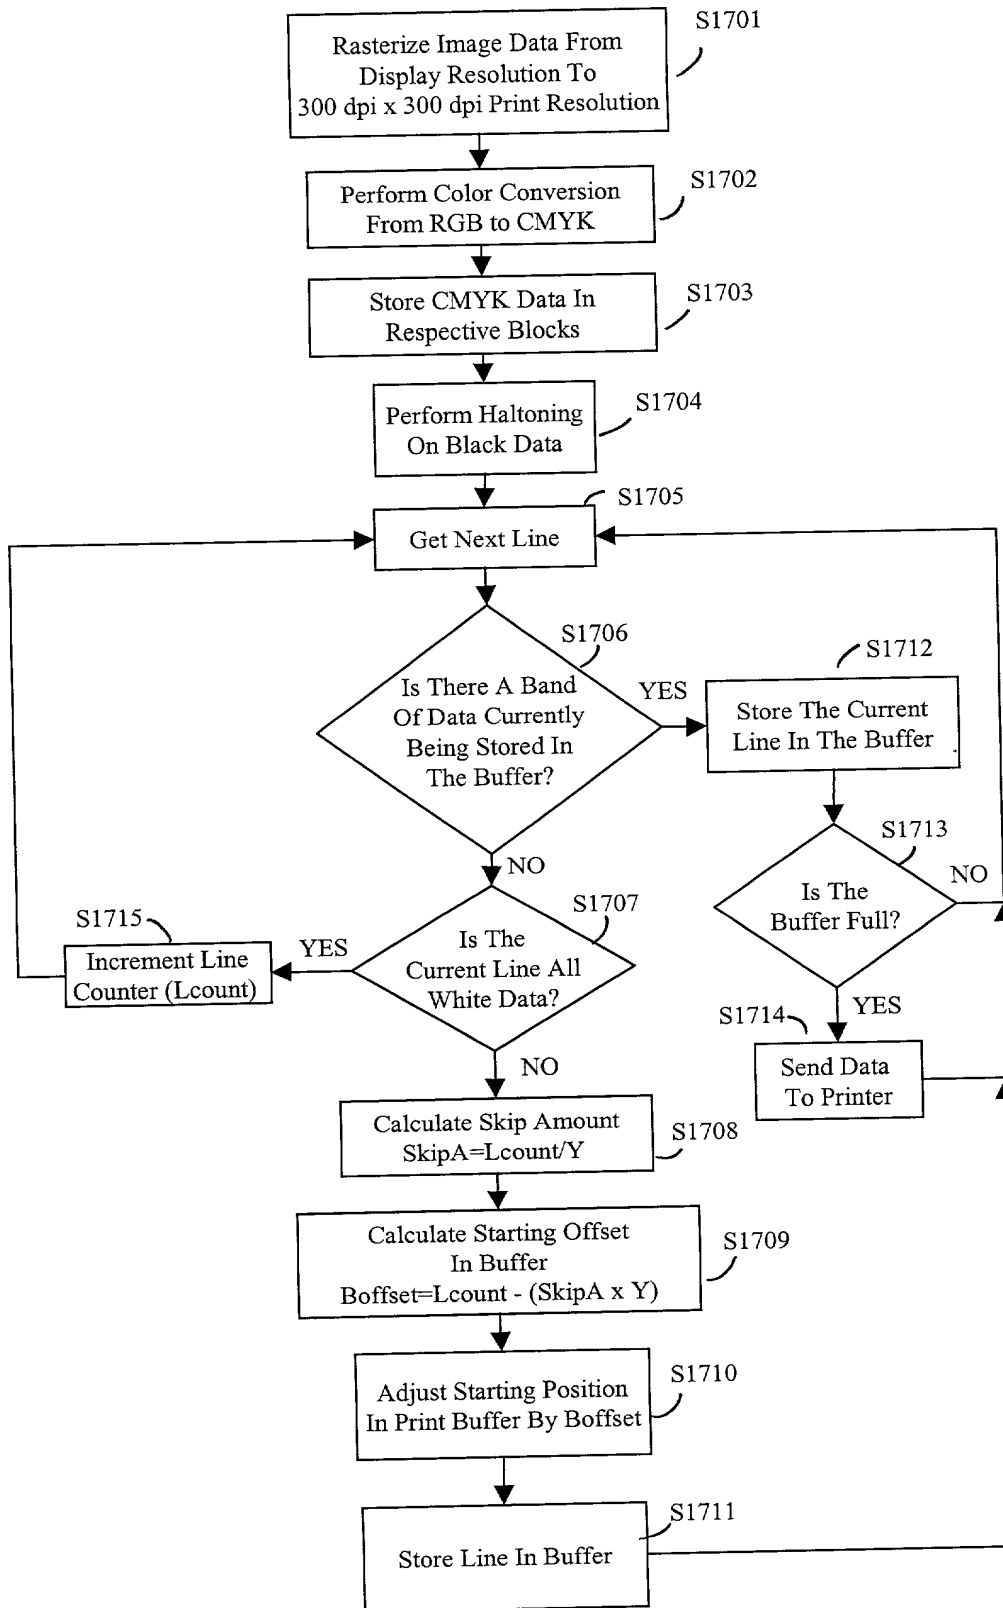 S1701
Rasterize Image Data From
Display Resolution To
300 dpi x 300 dpi Print Resolution
S1702
Perform Color Conversion
From RGB to CMYK
S1703
Store CMYK Data In
Respective Blocks
S1704
Perform Haltoning
On Black Data
S1705
Get Next Line
S1706
Is There A Band
Of Data Currently
Being Stored In
The Buffer?
YES
S1712
Store The Current
Line In The Buffer
S1713
Is The
Buffer Full?
NO
YES
S1714
Send Data
To Printer
NO
S1707
Is The
Current Line All
White Data?
YES
S1715
Increment Line
Counter (Lcount)
NO
Calculate Skip Amount
SkipA=Lcount/Y
S1708
Calculate Starting Offset
In Buffer
Boffset=Lcount - (SkipA x Y)
S1709
Adjust Starting Position
In Print Buffer By Boffset
S1710
Store Line In Buffer
S1711